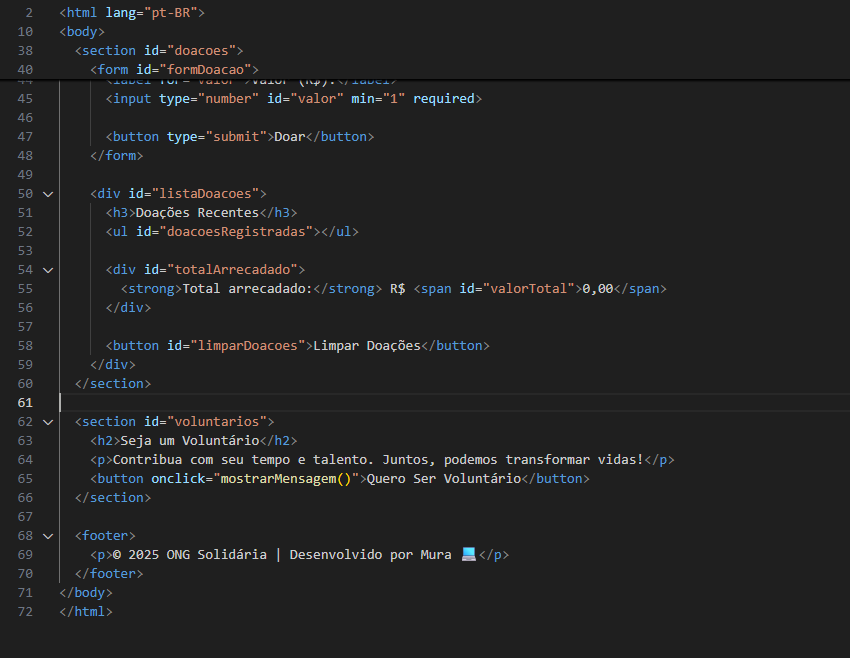 2 <html lang="pt-BR">
10 <body>
38 <section id="doacoes">
40 <form id="formDoacao">
44 <label for="valor">Valor (R$):</label>
45 <input type="number" id="valor" min="1" required>
46
47 <button type="submit">Doar</button>
48 </form>
49
50 <div id="listaDoacoes">
51 <h3>Doações Recentes</h3>
52 <ul id="doacoesRegistradas"></ul>
53
54 <div id="totalArrecadado">
55 <strong>Total arrecadado:</strong> R$ <span id="valorTotal">0,00</span>
56 </div>
57
58 <button id="limparDoacoes">Limpar Doações</button>
59 </div>
60 </section>
61
62 <section id="voluntarios">
63 <h2>Seja um Voluntário</h2>
64 <p>Contribua com seu tempo e talento. Juntos, podemos transformar vidas!</p>
65 <button onclick="mostrarMensagem()">Quero Ser Voluntário</button>
66 </section>
67
68 <footer>
69 <p>© 2025 ONG Solidária | Desenvolvido por Mura 💻</p>
70 </footer>
71 </body>
72 </html>